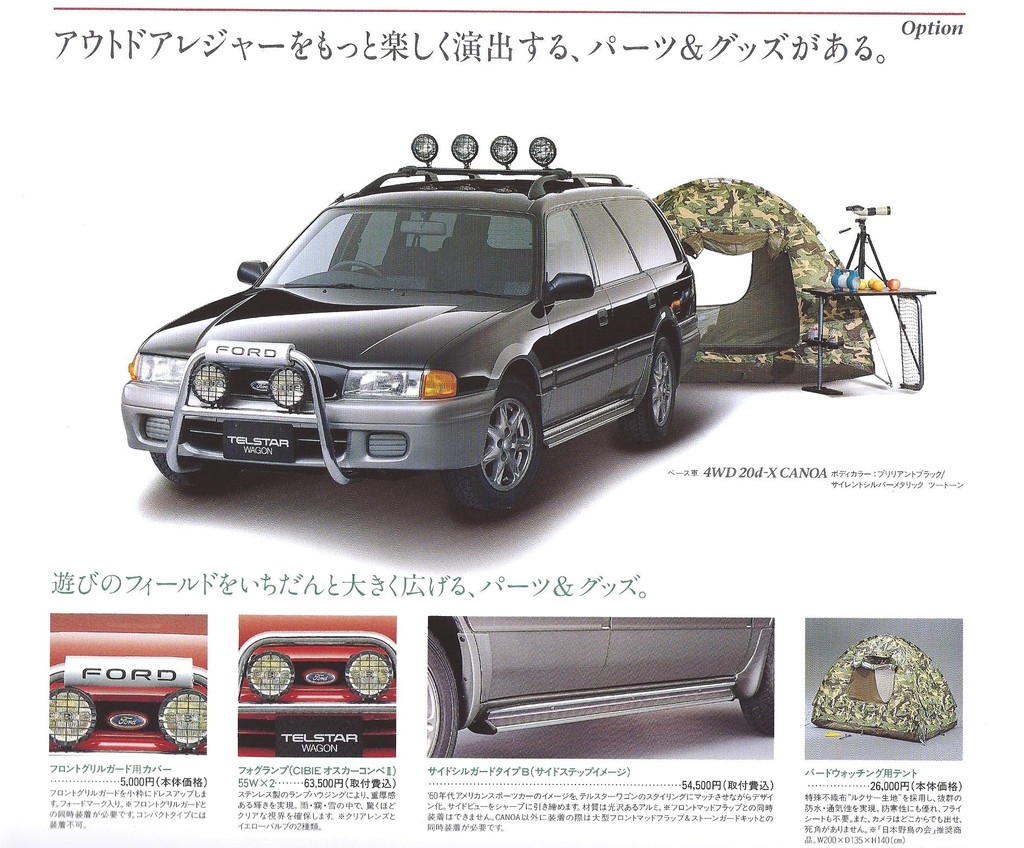 Option
アウトドアレジャーをもっと楽しく演出する、パーツ&グッズがある。
FORD
Ford
TELSTAR
WAGON
ベース車 4WD 20d-X CANOA ボディカラー:ブリリアントブラック/
サイレントシルバーメタリック ツートーン
遊びのフィールドをいちだんと大きく広げる、パーツ&グッズ。
FORD
Ford
Ford
TELSTAR
WAGON
フロントグリルガード用カバー
····················5,000円(本体価格)
フロントグリルガードを小粋にドレスアップしま
す。フォードマーク入り。※フロントグリルガードと
の同時装着が必要です。コンパクトタイプには
装着不可。
フォグランプ(CIBIE オスカーコンペⅡ)
55W×2········63,500円(取付費込)
ステンレス製のランプハウジングにより、重厚感
ある輝きを実現。雨・霧・雪の中で、驚くほど
クリアな視界を確保します。※クリアレンズと
イエローバルブの2種類。
サイドシルガードタイプB(サイドステップイメージ)
····················54,500円(取付費込)
'60年代アメリカンスポーツカーのイメージを、テルスターワゴンのスタイリングにマッチさせながらデザイ
ン化。サイドビューをシャープに引き締めます。材質は光沢あるアルミ。※フロントマッドフラップとの同時
装着はできません。CANOA以外に装着の際は大型フロントマッドフラップ&ストーンガードキットとの
同時装着が必要です。
バードウォッチング用テント
··················26,000円(本体価格)
特殊不織布“ルクサー生地”を採用し、抜群の
防水・通気性を実現。防寒性にも優れ、フライ
シートも不要。また、カメラはどこからでも出せ、
死角がありません。※「日本野鳥の会」推奨商
品。W200×D135×H140(cm)